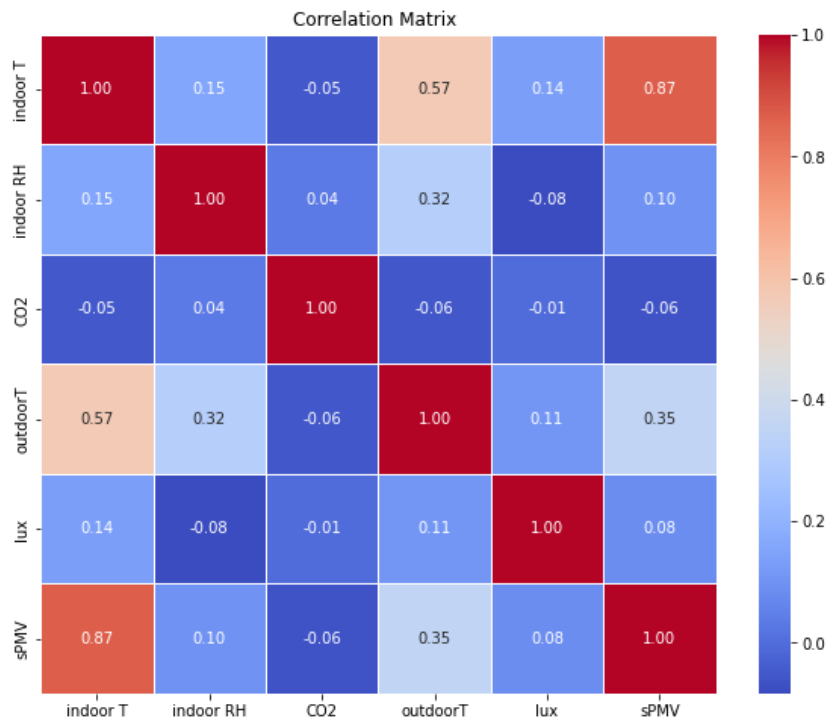 Correlation Matrix
indoor T 1.00 0.15 -0.05 0.57 0.14 0.87
indoor RH 0.15 1.00 0.04 0.32 -0.08 0.10
CO2 -0.05 0.04 1.00 -0.06 -0.01 -0.06
outdoorT 0.57 0.32 -0.06 1.00 0.11 0.35
lux 0.14 -0.08 -0.01 0.11 1.00 0.08
sPMV 0.87 0.10 -0.06 0.35 0.08 1.00
indoor T indoor RH CO2 outdoorT lux sPMV
1.0
0.8
0.6
0.4
0.2
0.0